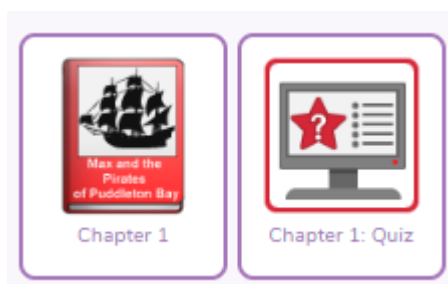 Max and the
Pirates
of Puddleton Bay
?
Chapter 1
Chapter 1: Quiz